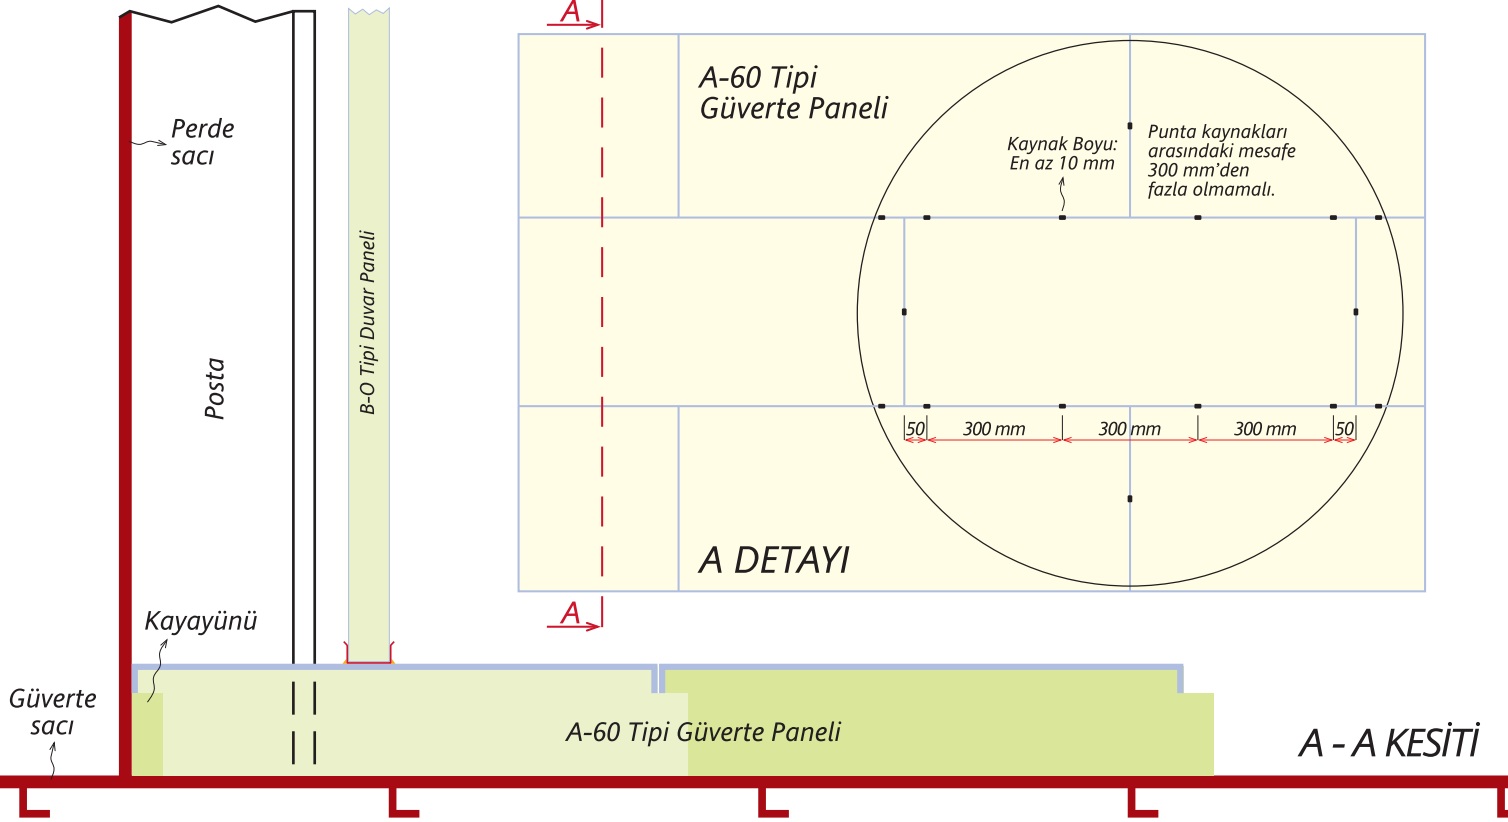 A
A-60 Tipi
Güverte Paneli
Kaynak Boyu:
En az 10 mm
Punta kaynakları
arasındaki mesafe
300 mm'den
fazla olmamalı.
Perde
sacı
Posta
B-O Tipi Duvar Paneli
50
300 mm
300 mm
300 mm
50
A DETAYI
A
Kayayünü
Güverte
sacı
A-60 Tipi Güverte Paneli
A - A KESİTİ